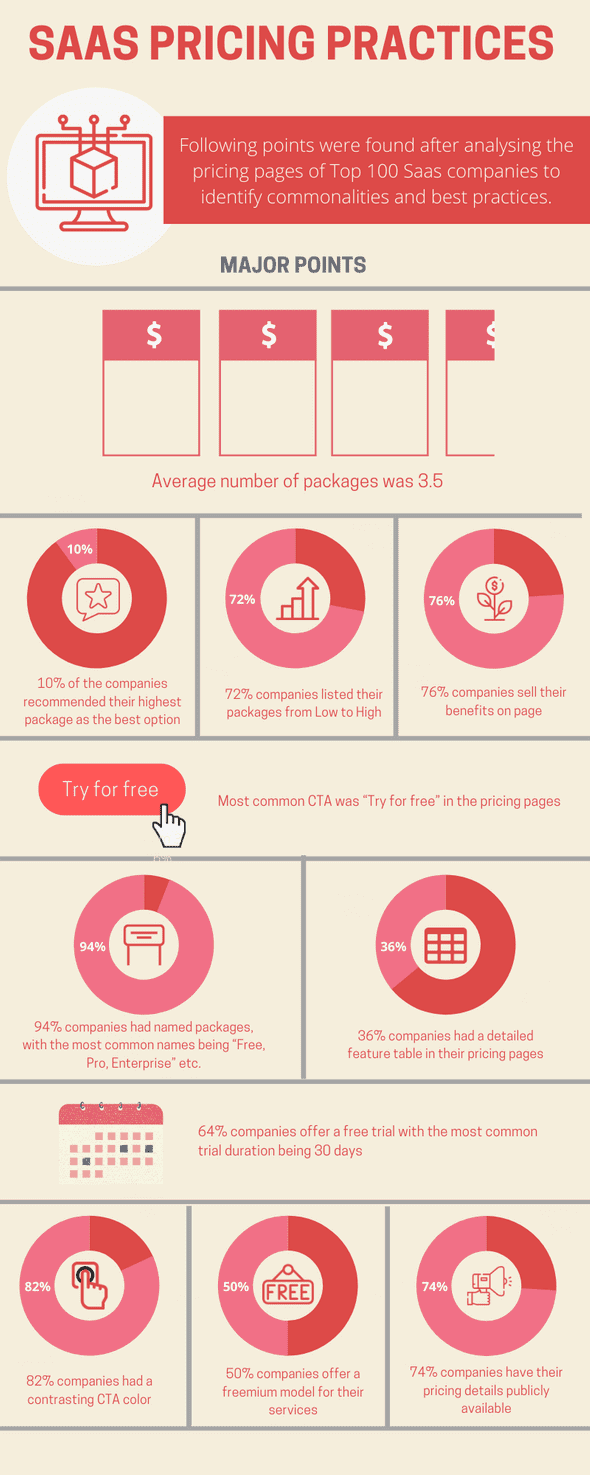 SAAS PRICING PRACTICES
Following points were found after analysing the
pricing pages of Top 100 Saas companies to
identify commonalities and best practices.
MAJOR POINTS
$ $ $ $
Average number of packages was 3.5
10%
10% of the companies
recommended their highest
package as the best option
72%
72% companies listed their
packages from Low to High
$
76%
76% companies sell their
benefits on page
Try for free
Most common CTA was “Try for free” in the pricing pages
94%
94% companies had named packages,
with the most common names being “Free,
Pro, Enterprise” etc.
36%
36% companies had a detailed
feature table in their pricing pages
64% companies offer a free trial with the most common
trial duration being 30 days
82%
82% companies had a
contrasting CTA color
50%
FREE
50% companies offer a
freemium model for their
services
74%
74% companies have their
pricing details publicly
available